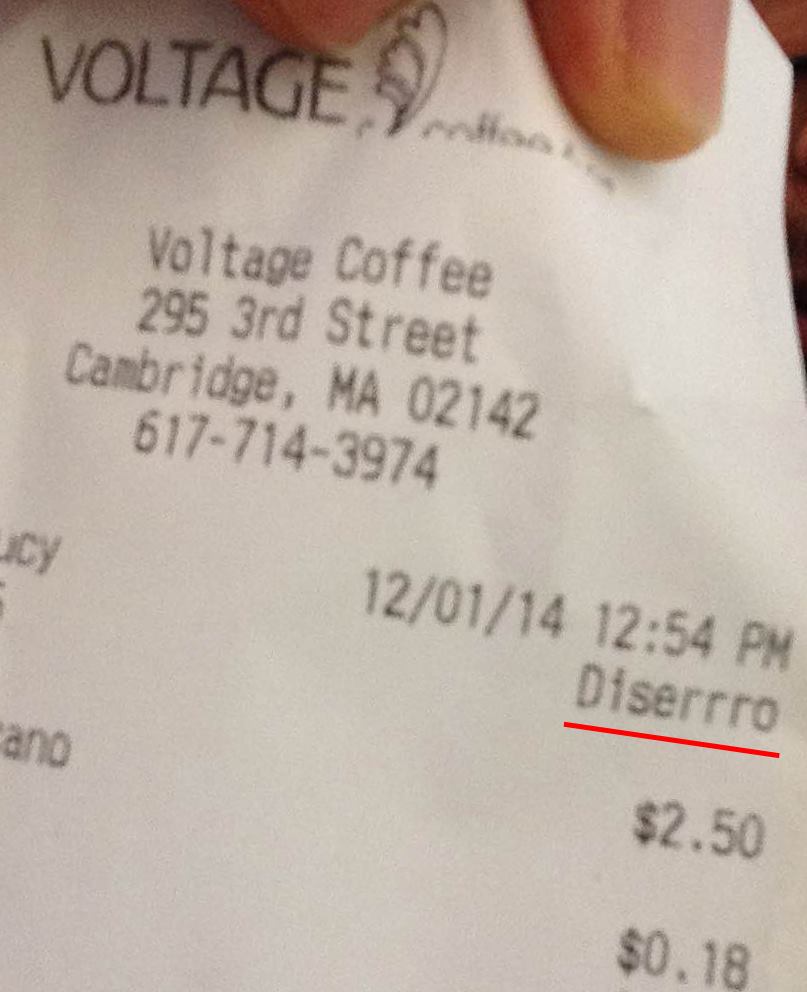 VOLTAGE
Voltage Coffee
295 3rd Street
Cambridge, MA 02142
617-714-3974
12/01/14 12:54 PM
Diserrro
$2.50
$0.18